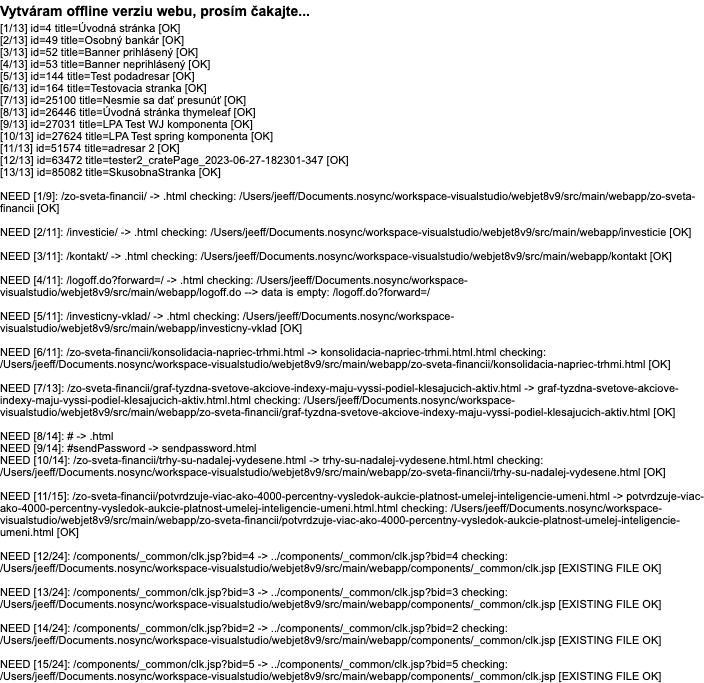 Vytváram offline verziu webu, prosím čakajte...
[1/13] id=4 title=Úvodná stránka [OK]
[2/13] id=49 title=Osobný bankár [OK]
[3/13] id=52 title=Banner prihlásený [OK]
[4/13] id=53 title=Banner neprihlásený [OK]
[5/13] id=144 title=Test podadresar [OK]
[6/13] id=164 title=Testovacia stranka [OK]
[7/13] id=25100 title=Nesmie sa dať presunúť [OK]
[8/13] id=26446 title=Úvodná stránka thymeleaf [OK]
[9/13] id=27031 title=LPA Test WJ komponenta [OK]
[10/13] id=27624 title=LPA Test spring komponenta [OK]
[11/13] id=51574 title=adresar 2 [OK]
[12/13] id=63472 title=tester2_cratePage_2023-06-27-182301-347 [OK]
[13/13] id=85082 title=SkusobnaStranka [OK]
NEED [1/9]: /zo-sveta-financii/ -> .html checking: /Users/jeeff/Documents.nosync/workspace-visualstudio/webjet8v9/src/main/webapp/zo-sveta-
financii [OK]
NEED [2/11]: /investicie/ -> .html checking: /Users/jeeff/Documents.nosync/workspace-visualstudio/webjet8v9/src/main/webapp/investicie [OK]
NEED [3/11]: /kontakt/ -> .html checking: /Users/jeeff/Documents.nosync/workspace-visualstudio/webjet8v9/src/main/webapp/kontakt [OK]
NEED [4/11]: /logoff.do?forward=/ -> .html checking: /Users/jeeff/Documents.nosync/workspace-
visualstudio/webjet8v9/src/main/webapp/logoff.do --> data is empty: /logoff.do?forward=/
NEED [5/11]: /investicny-vklad/ -> .html checking: /Users/jeeff/Documents.nosync/workspace-
visualstudio/webjet8v9/src/main/webapp/investicny-vklad [OK]
NEED [6/11]: /zo-sveta-financii/konsolidacia-napriec-trhmi.html -> konsolidacia-napriec-trhmi.html.html checking:
/Users/jeeff/Documents.nosync/workspace-visualstudio/webjet8v9/src/main/webapp/zo-sveta-financii/konsolidacia-napriec-trhmi.html [OK]
NEED [7/13]: /zo-sveta-financii/graf-tyzdna-svetove-akciove-indexy-maju-vyssi-podiel-klesajucich-aktiv.html -> graf-tyzdna-svetove-akciove-
indexy-maju-vyssi-podiel-klesajucich-aktiv.html.html checking: /Users/jeeff/Documents.nosync/workspace-
visualstudio/webjet8v9/src/main/webapp/zo-sveta-financii/graf-tyzdna-svetove-akciove-indexy-maju-vyssi-podiel-klesajucich-aktiv.html [OK]
NEED [8/14]: # -> .html
NEED [9/14]: #sendPassword -> sendpassword.html
NEED [10/14]: /zo-sveta-financii/trhy-su-nadalej-vydesene.html -> trhy-su-nadalej-vydesene.html.html checking:
/Users/jeeff/Documents.nosync/workspace-visualstudio/webjet8v9/src/main/webapp/zo-sveta-financii/trhy-su-nadalej-vydesene.html [OK]
NEED [11/15]: /zo-sveta-financii/potvrdzuje-viac-ako-4000-percentny-vysledok-aukcie-platnost-umelej-inteligencie-umeni.html -> potvrdzuje-viac-
ako-4000-percentny-vysledok-aukcie-platnost-umelej-inteligencie-umeni.html.html checking: /Users/jeeff/Documents.nosync/workspace-
visualstudio/webjet8v9/src/main/webapp/zo-sveta-financii/potvrdzuje-viac-ako-4000-percentny-vysledok-aukcie-platnost-umelej-inteligencie-
umeni.html [OK]
NEED [12/24]: /components/_common/clk.jsp?bid=4 -> ../components/_common/clk.jsp?bid=4 checking:
/Users/jeeff/Documents.nosync/workspace-visualstudio/webjet8v9/src/main/webapp/components/_common/clk.jsp [EXISTING FILE OK]
NEED [13/24]: /components/_common/clk.jsp?bid=3 -> ../components/_common/clk.jsp?bid=3 checking:
/Users/jeeff/Documents.nosync/workspace-visualstudio/webjet8v9/src/main/webapp/components/_common/clk.jsp [EXISTING FILE OK]
NEED [14/24]: /components/_common/clk.jsp?bid=2 -> ../components/_common/clk.jsp?bid=2 checking:
/Users/jeeff/Documents.nosync/workspace-visualstudio/webjet8v9/src/main/webapp/components/_common/clk.jsp [EXISTING FILE OK]
NEED [15/24]: /components/_common/clk.jsp?bid=5 -> ../components/_common/clk.jsp?bid=5 checking:
/Users/jeeff/Documents.nosync/workspace-visualstudio/webjet8v9/src/main/webapp/components/_common/clk.jsp [EXISTING FILE OK]